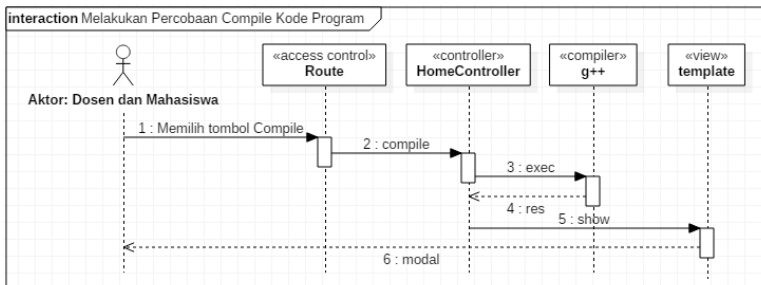 interaction Melakukan Percobaan Compile Kode Program
«access control»
Route
«controller»
HomeController
«compiler»
g++
«view»
template
Aktor: Dosen dan Mahasiswa
1 : Memilih tombol Compile
2 : compile
3 : exec
4 : res
5 : show
6 : modal